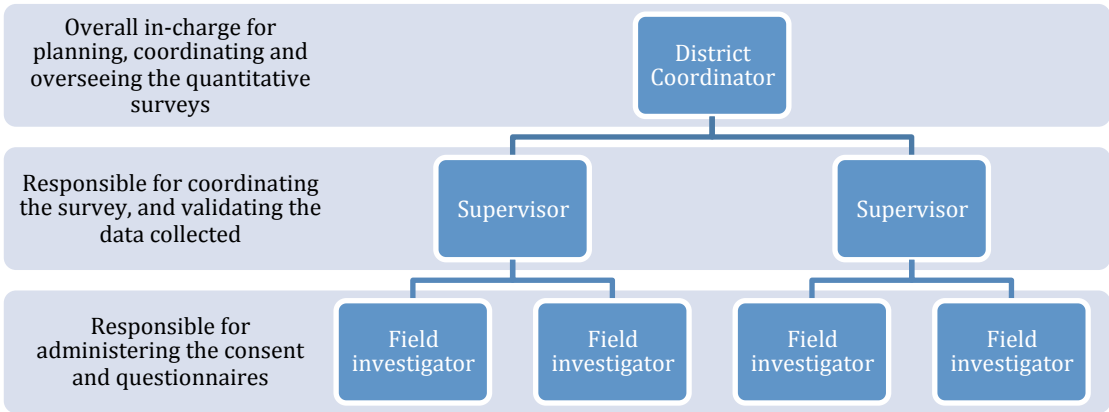 Overall in-charge for
planning, coordinating and
overseeing the quantitative
surveys
District
Coordinator
Responsible for coordinating
the survey, and validating the
data collected
Supervisor
Supervisor
Responsible for
administering the consent
and questionnaires
Field
investigator
Field
investigator
Field
investigator
Field
investigator